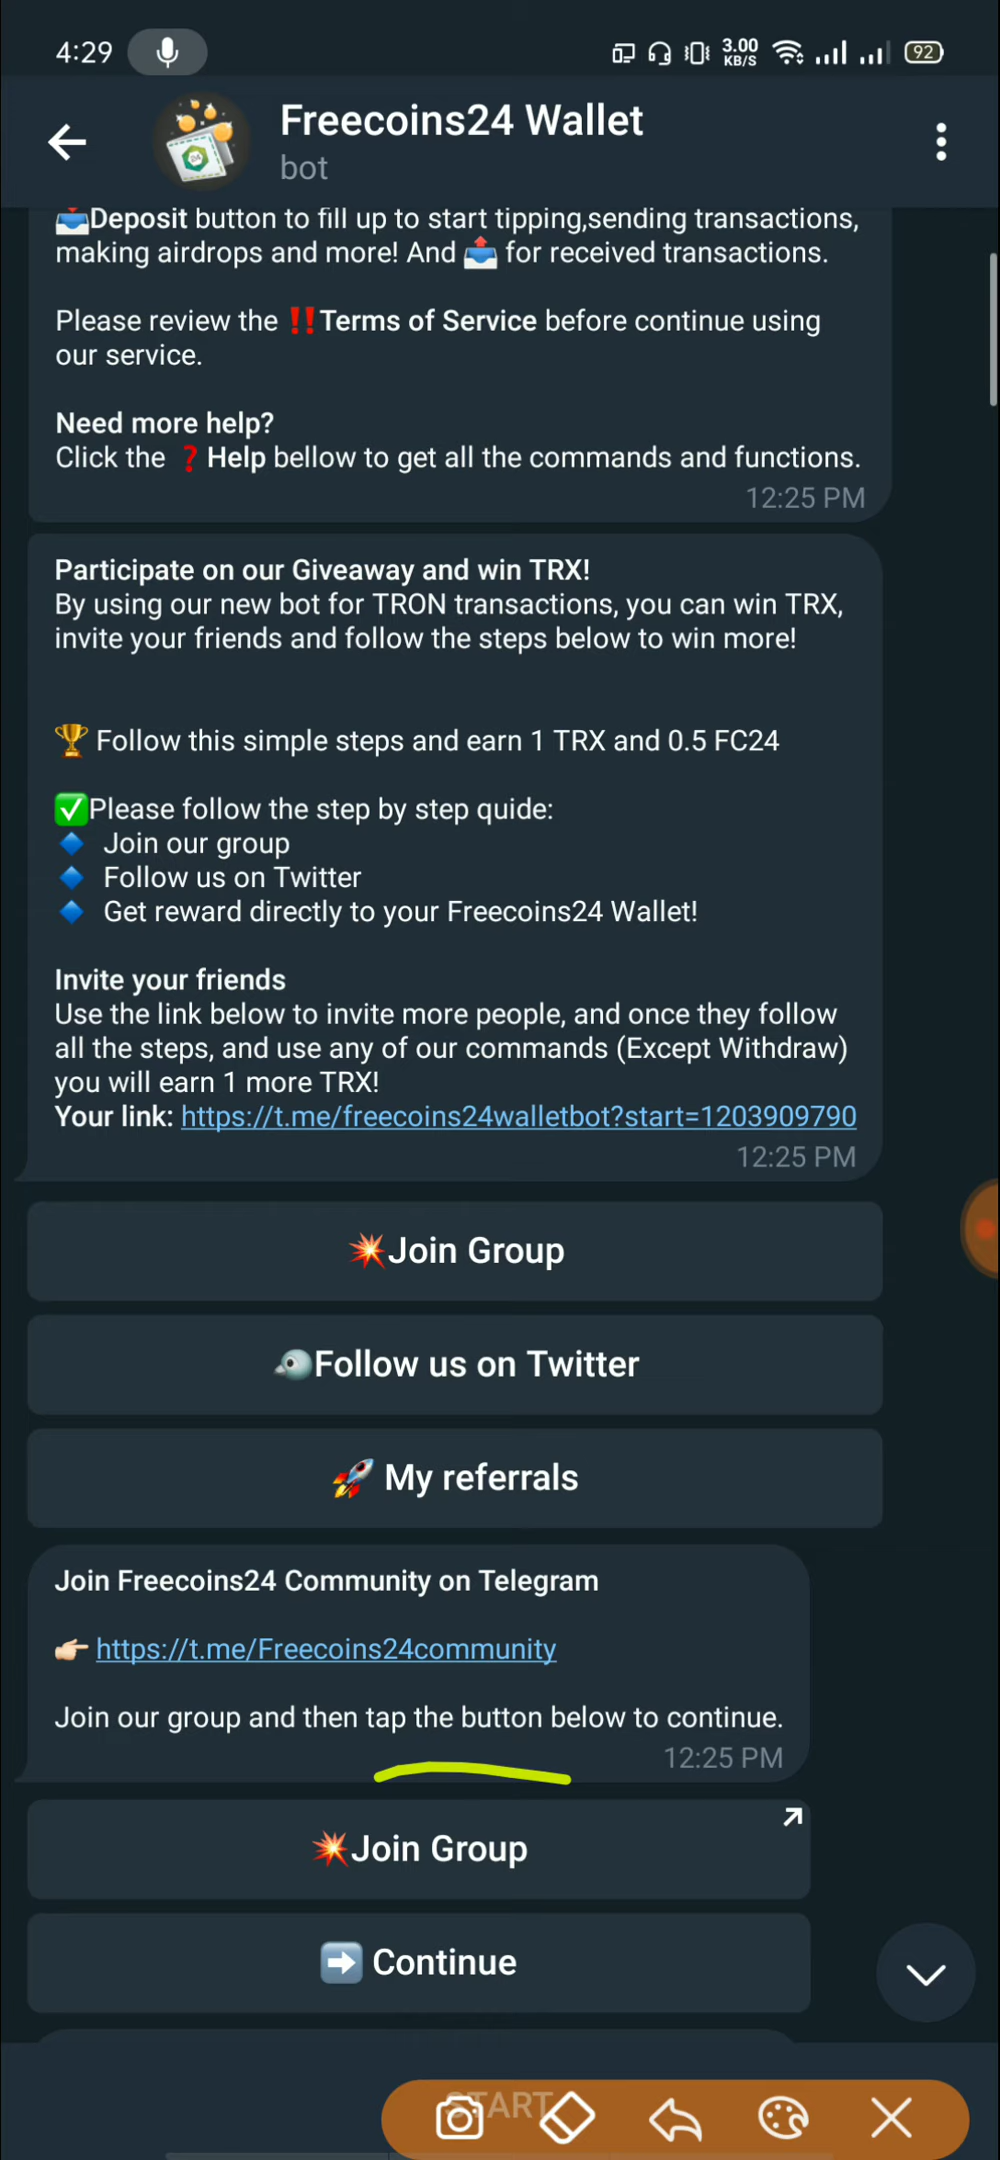 4:29
3.00
KB/S
92
Freecoins24 Wallet
bot
Deposit button to fill up to start tipping,sending transactions,
making airdrops and more! And for received transactions.
Please review the ‼️Terms of Service before continue using
our service.
Need more help?
Click the ❓Help bellow to get all the commands and functions.
12:25 PM
Participate on our Giveaway and win TRX!
By using our new bot for TRON transactions, you can win TRX,
invite your friends and follow the steps below to win more!
Follow this simple steps and earn 1 TRX and 0.5 FC24
Please follow the step by step quide:
Join our group
Follow us on Twitter
Get reward directly to your Freecoins24 Wallet!
Invite your friends
Use the link below to invite more people, and once they follow
all the steps, and use any of our commands (Except Withdraw)
you will earn 1 more TRX!
Your link: https://t.me/freecoins24walletbot?start=1203909790
12:25 PM
Join Group
Follow us on Twitter
My referrals
Join Freecoins24 Community on Telegram
https://t.me/Freecoins24community
Join our group and then tap the button below to continue.
12:25 PM
Join Group
Continue
START